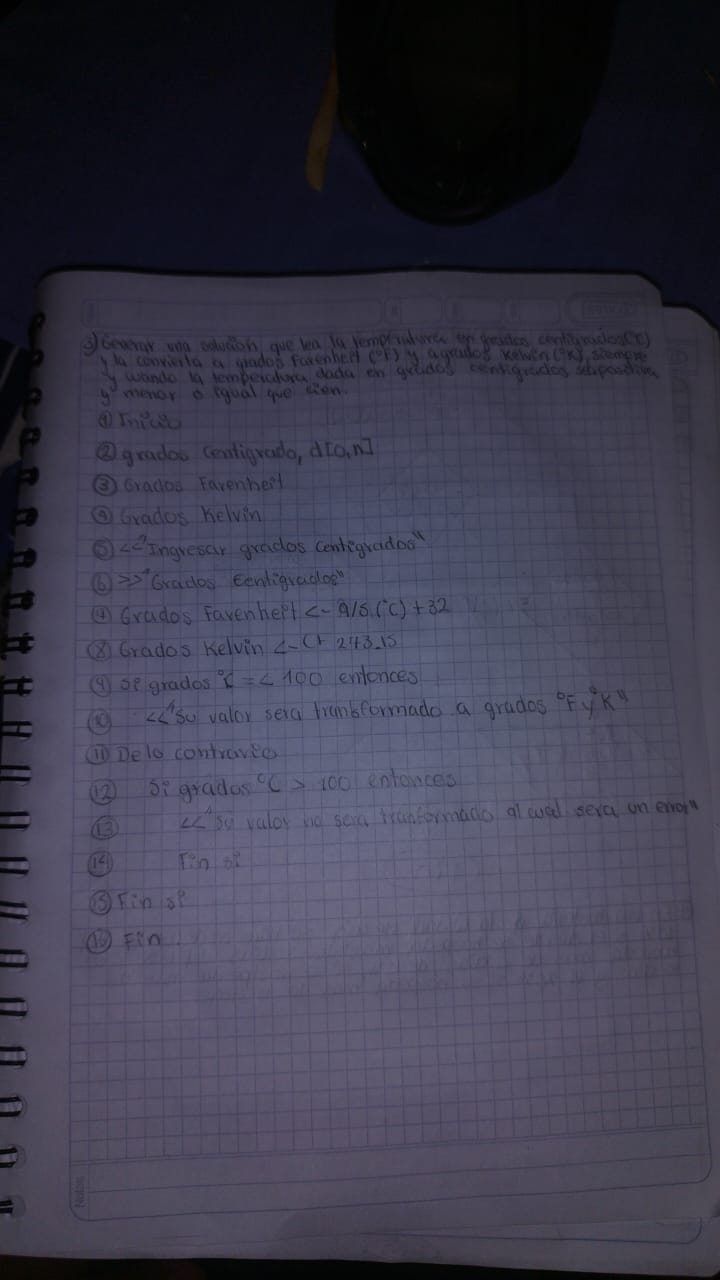 3) Generar una solucion que lea la temperatura en grados centigrados (°C)
y la convierta a grados Farenheit (°F) y a grados Kelvin (°K), siempre
y cuando la temperatura dada en grados centigrados sea positiva
y menor o igual que cien.
① Inicio
② grados Centigrado, d[0,n]
③ Grados Farenheit
④ Grados Kelvin
⑤ <<"Ingresar grados Centigrados"
⑥ >>"Grados Centigrados"
⑦ Grados Farenheit <- 9/5.(°C)+32
⑧ Grados Kelvin <- C+ 273.15
⑨ Si grados °C =< 100 entonces
⑩ <<"Su valor sera transformado a grados °F y °K"
⑪ De lo contrario
⑫ Si grados °C > 100 entonces
⑬ <<"Su valor no sera tranformado al cual sera un error"
⑭ Fin si
⑮ Fin si
⑯ Fin
Notas